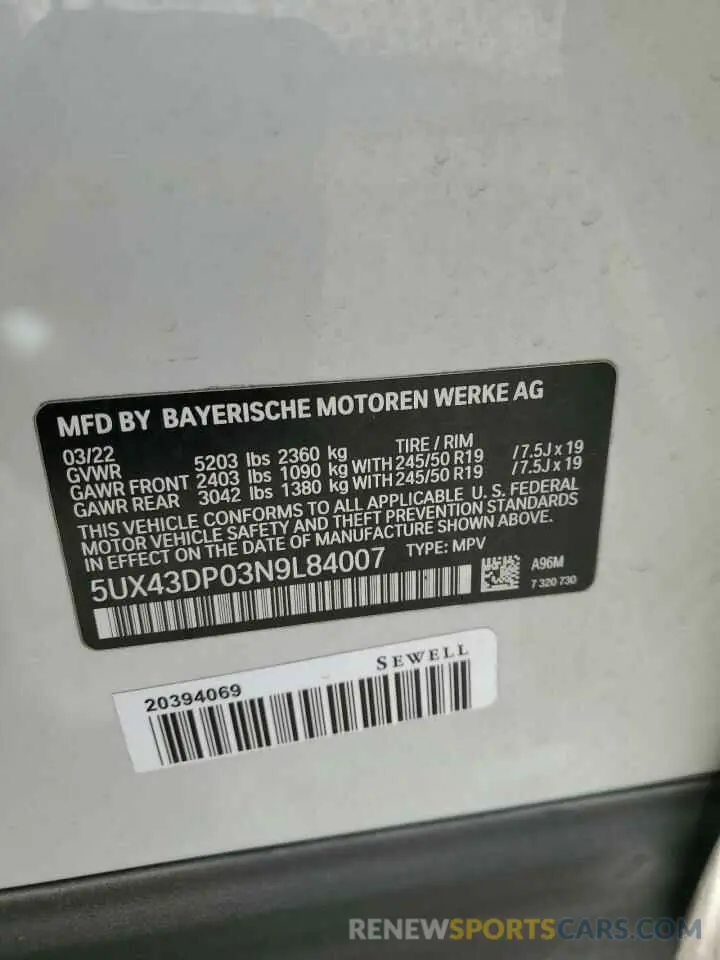 MFD BY BAYERISCHE MOTOREN WERKE AG
03/22 TIRE / RIM
GVWR 5203 lbs 2360 kg
GAWR FRONT 2403 lbs 1090 kg WITH 245/50 R19 /7.5J x 19
GAWR REAR 3042 lbs 1380 kg WITH 245/50 R19 /7.5J x 19
THIS VEHICLE CONFORMS TO ALL APPLICABLE U. S. FEDERAL
MOTOR VEHICLE SAFETY AND THEFT PREVENTION STANDARDS
IN EFFECT ON THE DATE OF MANUFACTURE SHOWN ABOVE.
5UX43DP03N9L84007 TYPE: MPV
A96M
7 320 730
SEWELL
20394069
RENEWSPORTSCARS.COM